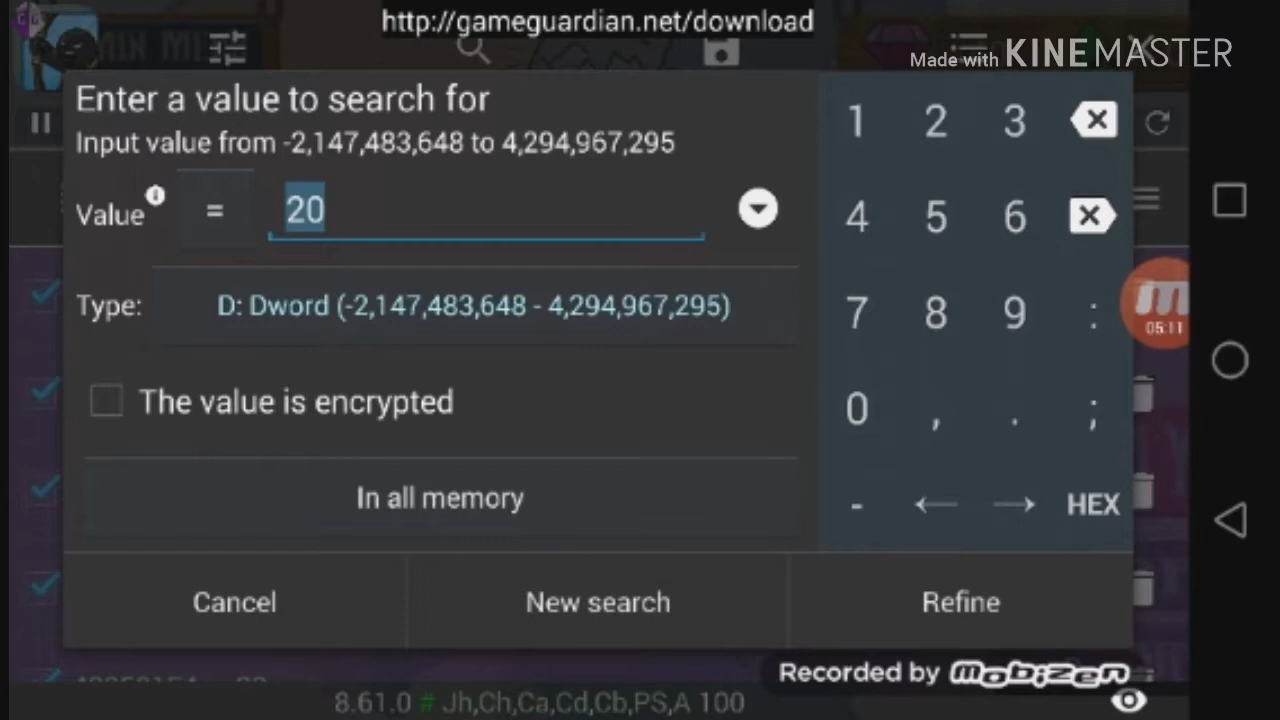 http://gameguardian.net/download
Made with KINEMASTER
Enter a value to search for
Input value from -2,147,483,648 to 4,294,967,295
Value = 20
Type: D: Dword (-2,147,483,648 - 4,294,967,295)
The value is encrypted
In all memory
Cancel New search Refine
1 2 3
4 5 6
7 8 9 :
0 , . ;
- ← → HEX
05:11
Recorded by mobizen
8.61.0 # Jh,Ch,Ca,Cd,Cb,PS,A 100